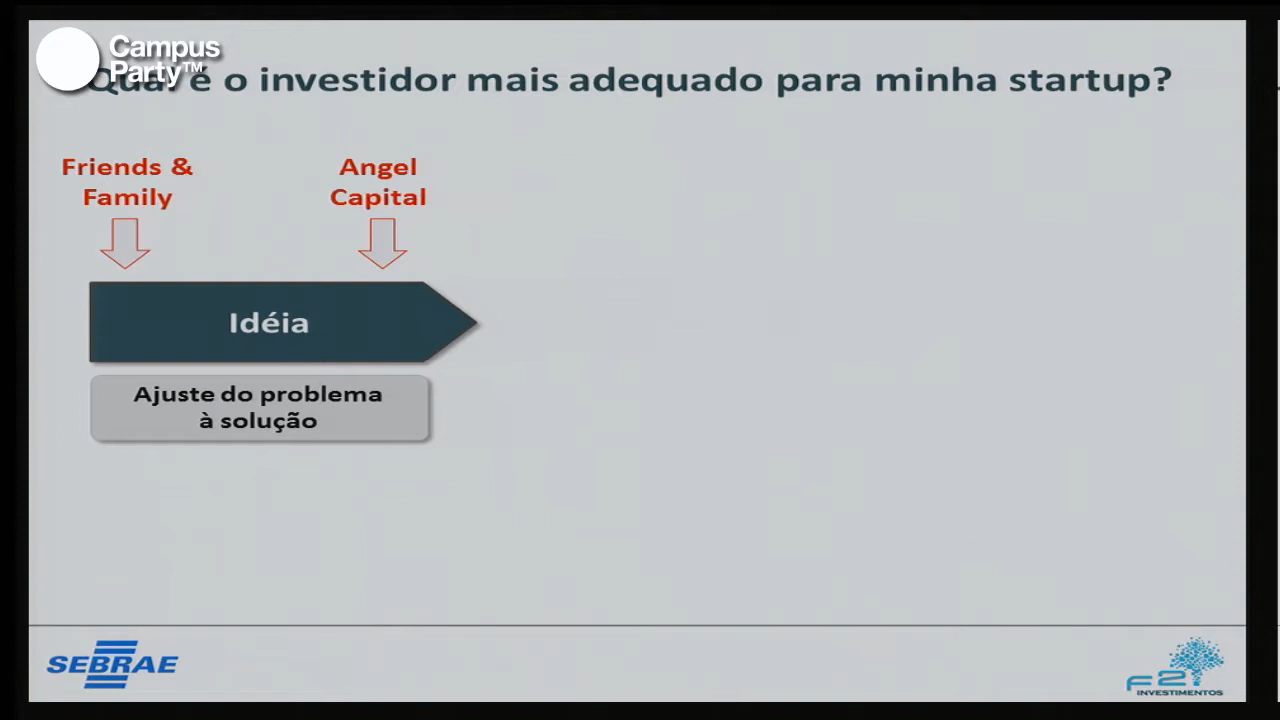 Campus
Party™
Qual é o investidor mais adequado para minha startup?
Friends &
Family
Angel
Capital
Idéia
Ajuste do problema
à solução
SEBRAE
F2i
INVESTIMENTOS